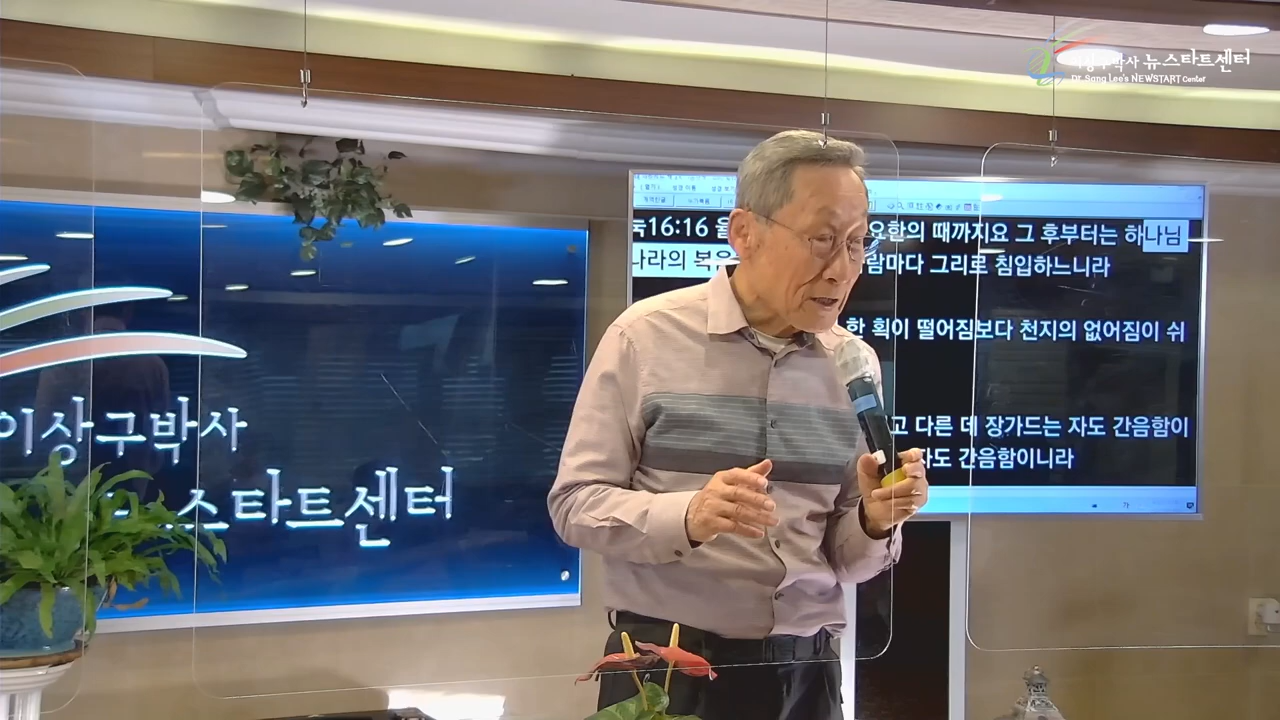 이상구박사 뉴스타트센터
Dr. Sang Lee's NEWSTART Center
이상구박사
스타트센터
눅16:16 율 요한의 때까지요 그 후부터는 하나님
나라의 복음 람마다 그리로 침입하느니라
한 획이 떨어짐보다 천지의 없어짐이 쉬
고 다른 데 장가드는 자도 간음함이
자도 간음함이니라